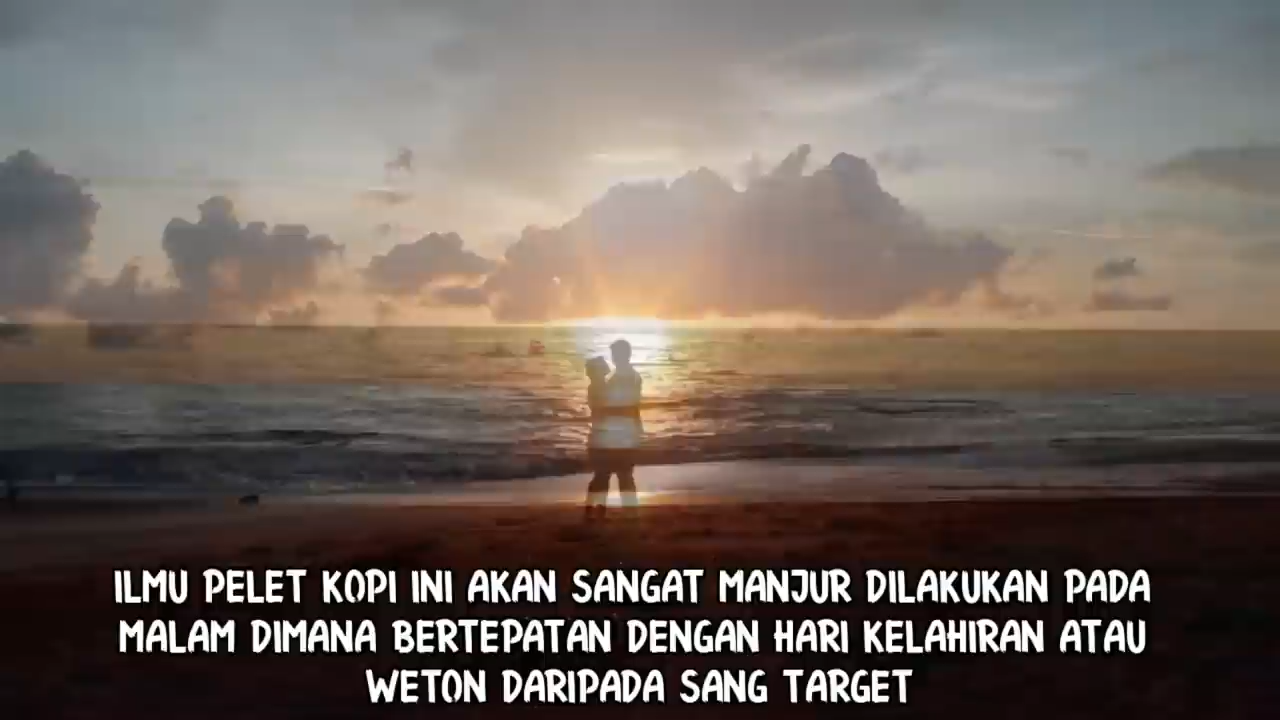 ILMU PELET KOPI INI AKAN SANGAT MANJUR DILAKUKAN PADA
MALAM DIMANA BERTEPATAN DENGAN HARI KELAHIRAN ATAU
WETON DARIPADA SANG TARGET